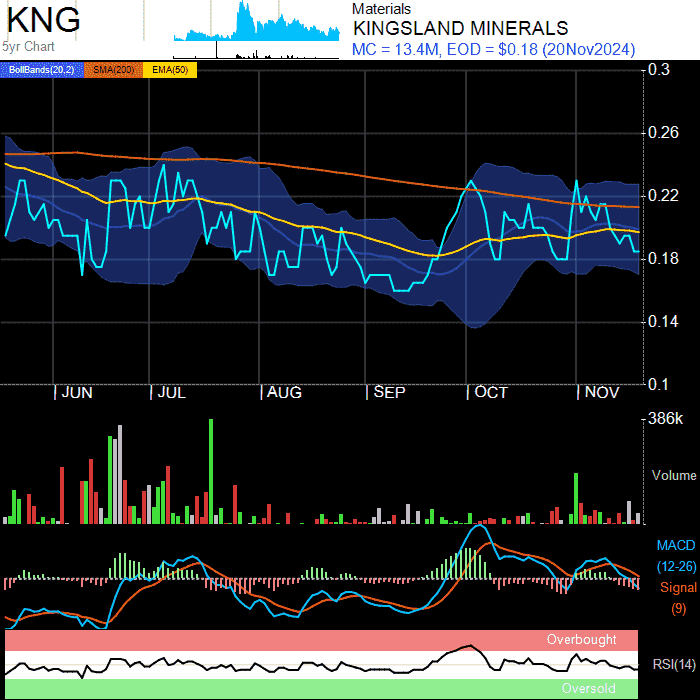 KNG
5yr Chart
Materials
KINGSLAND MINERALS
MC = 13.4M, EOD = $0.18 (20Nov2024)
BollBands(20,2) SMA(200) EMA(50)
0.3
0.26
0.22
0.18
0.14
0.1
JUN JUL AUG SEP OCT NOV
386k
Volume
MACD
(12-26)
Signal
(9)
Overbought
RSI(14)
Oversold